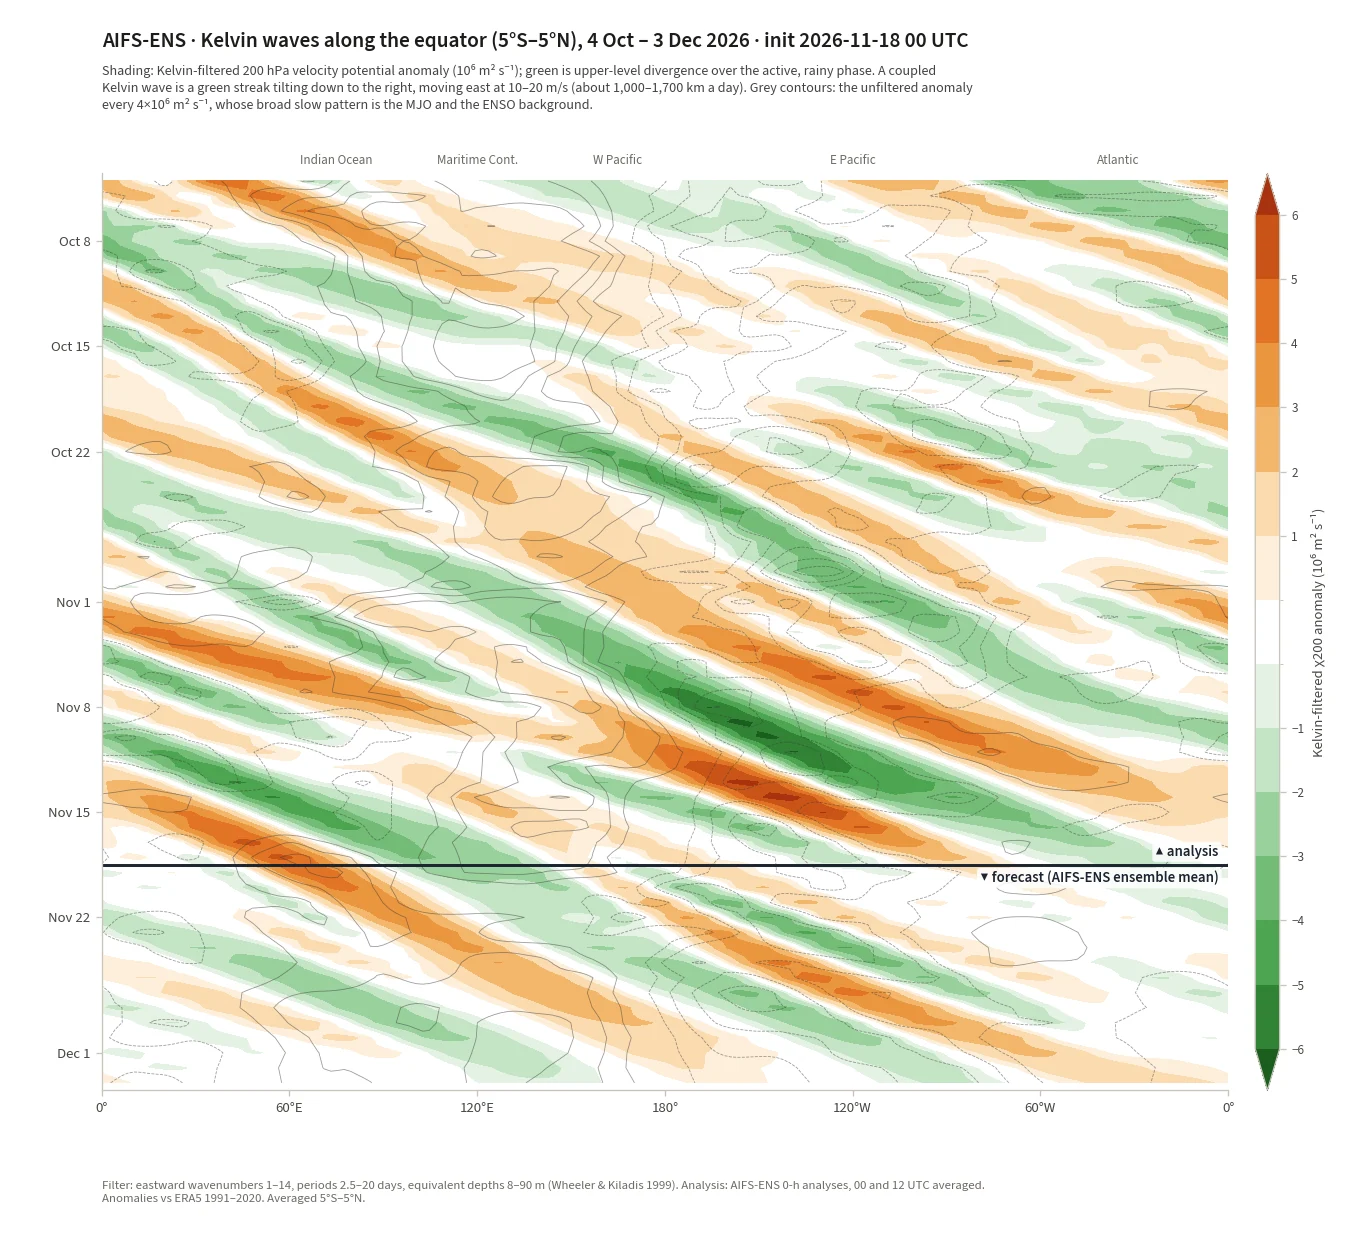 AIFS-ENS · Kelvin waves along the equator (5°S–5°N), 4 Oct – 3 Dec 2026 · init 2026-11-18 00 UTC
Shading: Kelvin-filtered 200 hPa velocity potential anomaly (10⁶ m² s⁻¹); green is upper-level divergence over the active, rainy phase. A coupled
Kelvin wave is a green streak tilting down to the right, moving east at 10–20 m/s (about 1,000–1,700 km a day). Grey contours: the unfiltered anomaly
every 4×10⁶ m² s⁻¹, whose broad slow pattern is the MJO and the ENSO background.
Indian Ocean Maritime Cont. W Pacific E Pacific Atlantic
Oct 8
Oct 15
Oct 22
Nov 1
Nov 8
Nov 15
Nov 22
Dec 1
▲ analysis
▼ forecast (AIFS-ENS ensemble mean)
0° 60°E 120°E 180° 120°W 60°W 0°
6
5
4
3
2
1
−1
−2
−3
−4
−5
−6
Kelvin-filtered χ200 anomaly (10⁶ m² s⁻¹)
Filter: eastward wavenumbers 1–14, periods 2.5–20 days, equivalent depths 8–90 m (Wheeler & Kiladis 1999). Analysis: AIFS-ENS 0-h analyses, 00 and 12 UTC averaged.
Anomalies vs ERA5 1991–2020. Averaged 5°S–5°N.